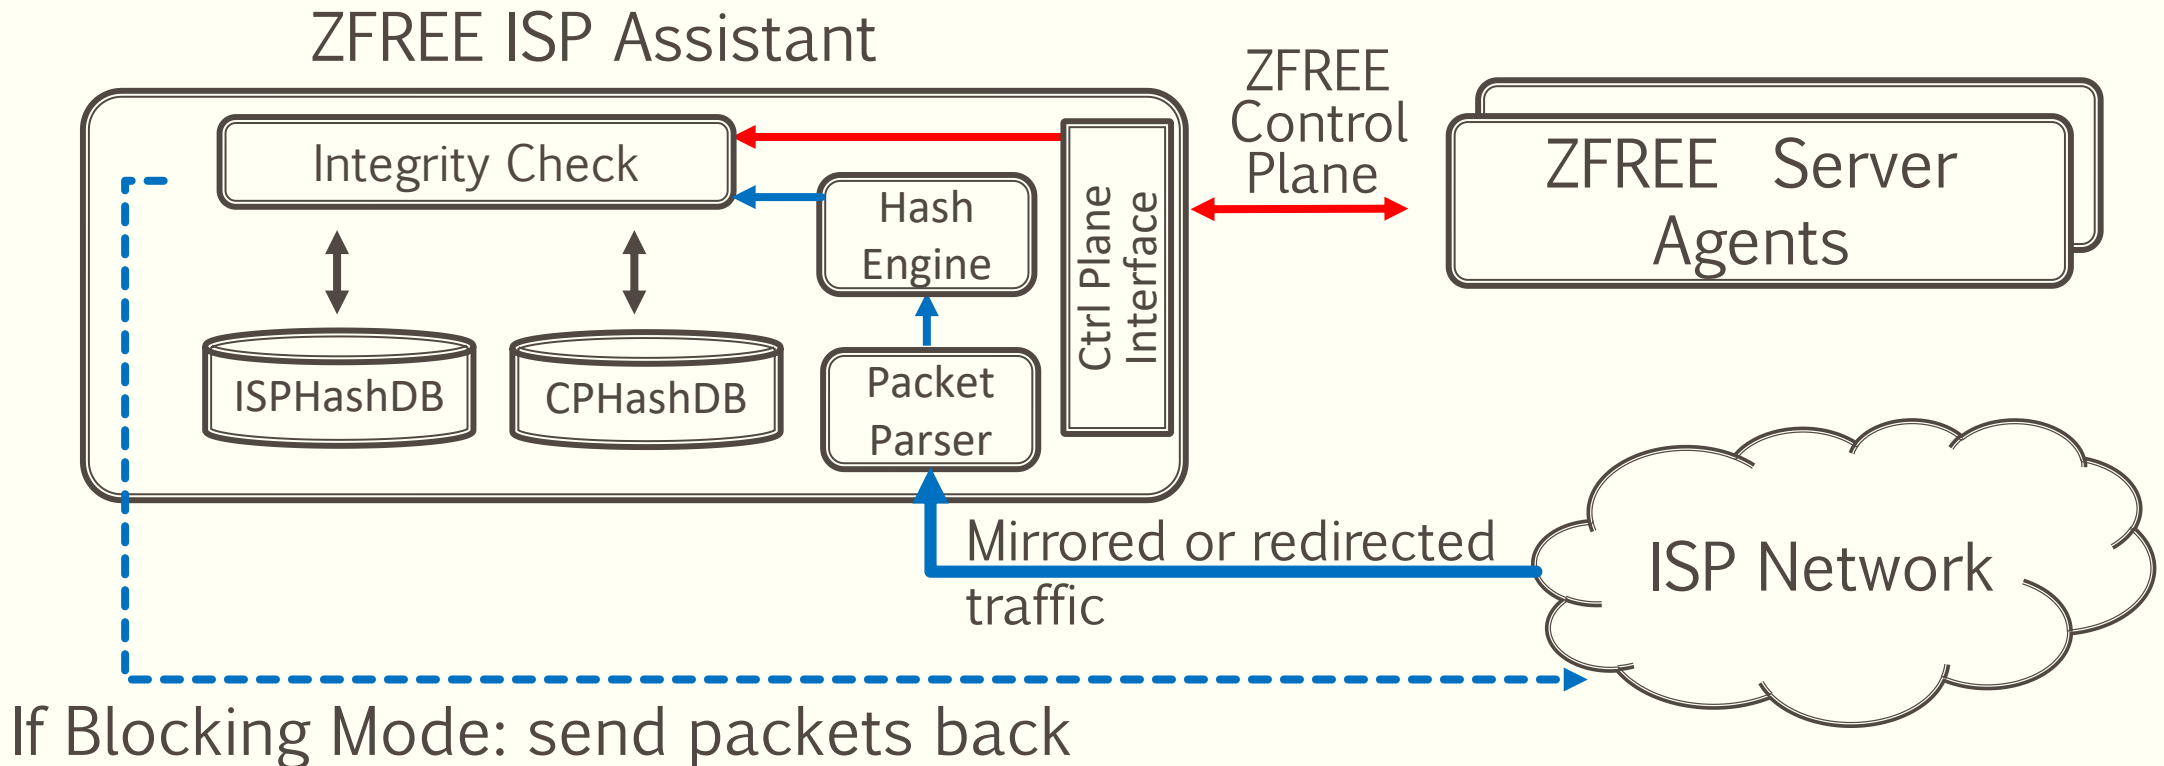 ZFREE ISP Assistant
ZFREE
Control
Plane
Integrity Check
Hash
Engine
Ctrl Plane
Interface
ZFREE Server
Agents
ISPHashDB
CPHashDB
Packet
Parser
Mirrored or redirected
traffic
ISP Network
If Blocking Mode: send packets back